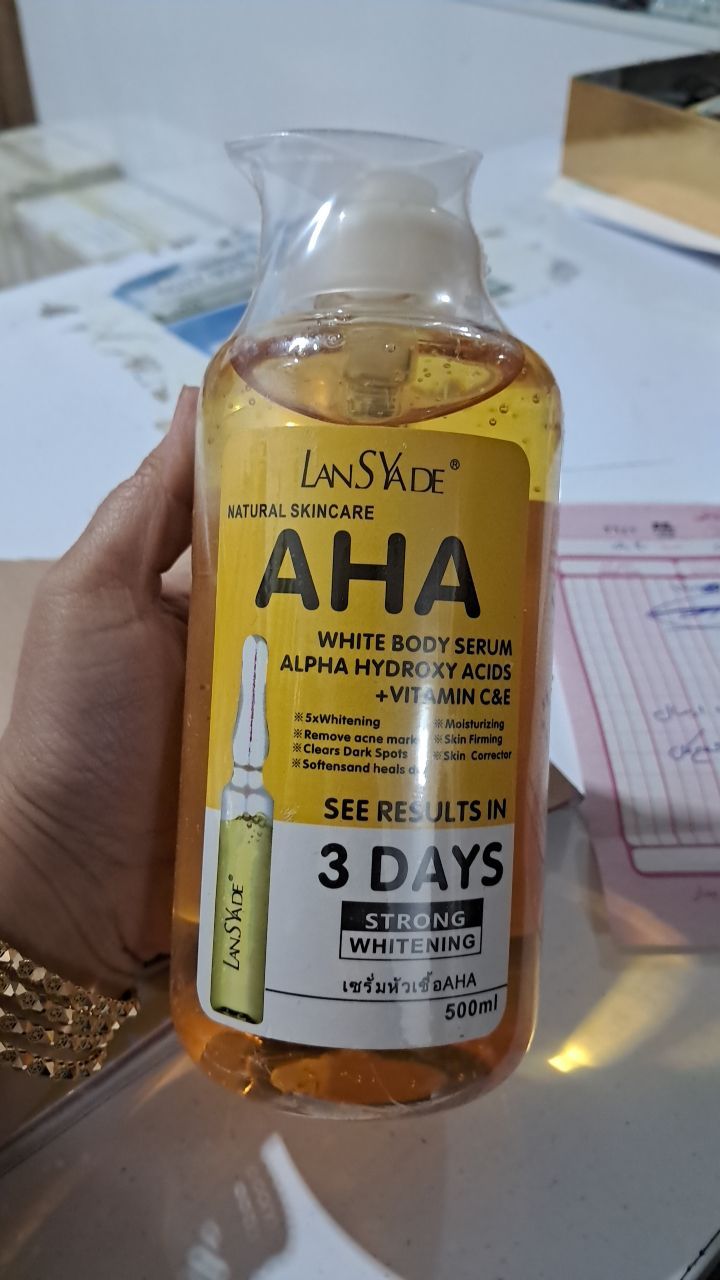 LANSYADE®
NATURAL SKINCARE
AHA
WHITE BODY SERUM
ALPHA HYDROXY ACIDS
+VITAMIN C&E
※5xWhitening
※Remove acne mark
※Clears Dark Spots
※Softensand heals
※Moisturizing
※Skin Firming
※Skin Corrector
SEE RESULTS IN
3 DAYS
STRONG
WHITENING
เซรั่มหัวเชื้อAHA
500ml
LANSYADE®